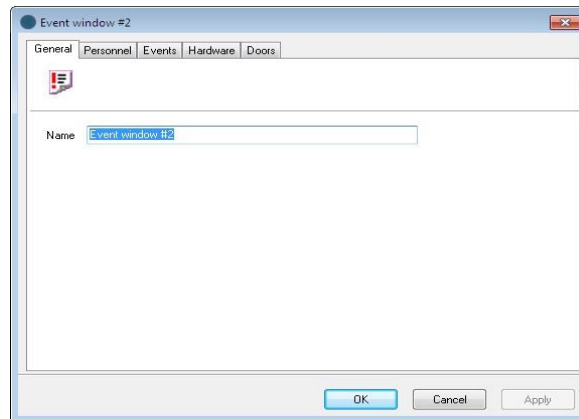 Event window #2
General Personnel Events Hardware Doors
Name Event window #2
OK Cancel Apply